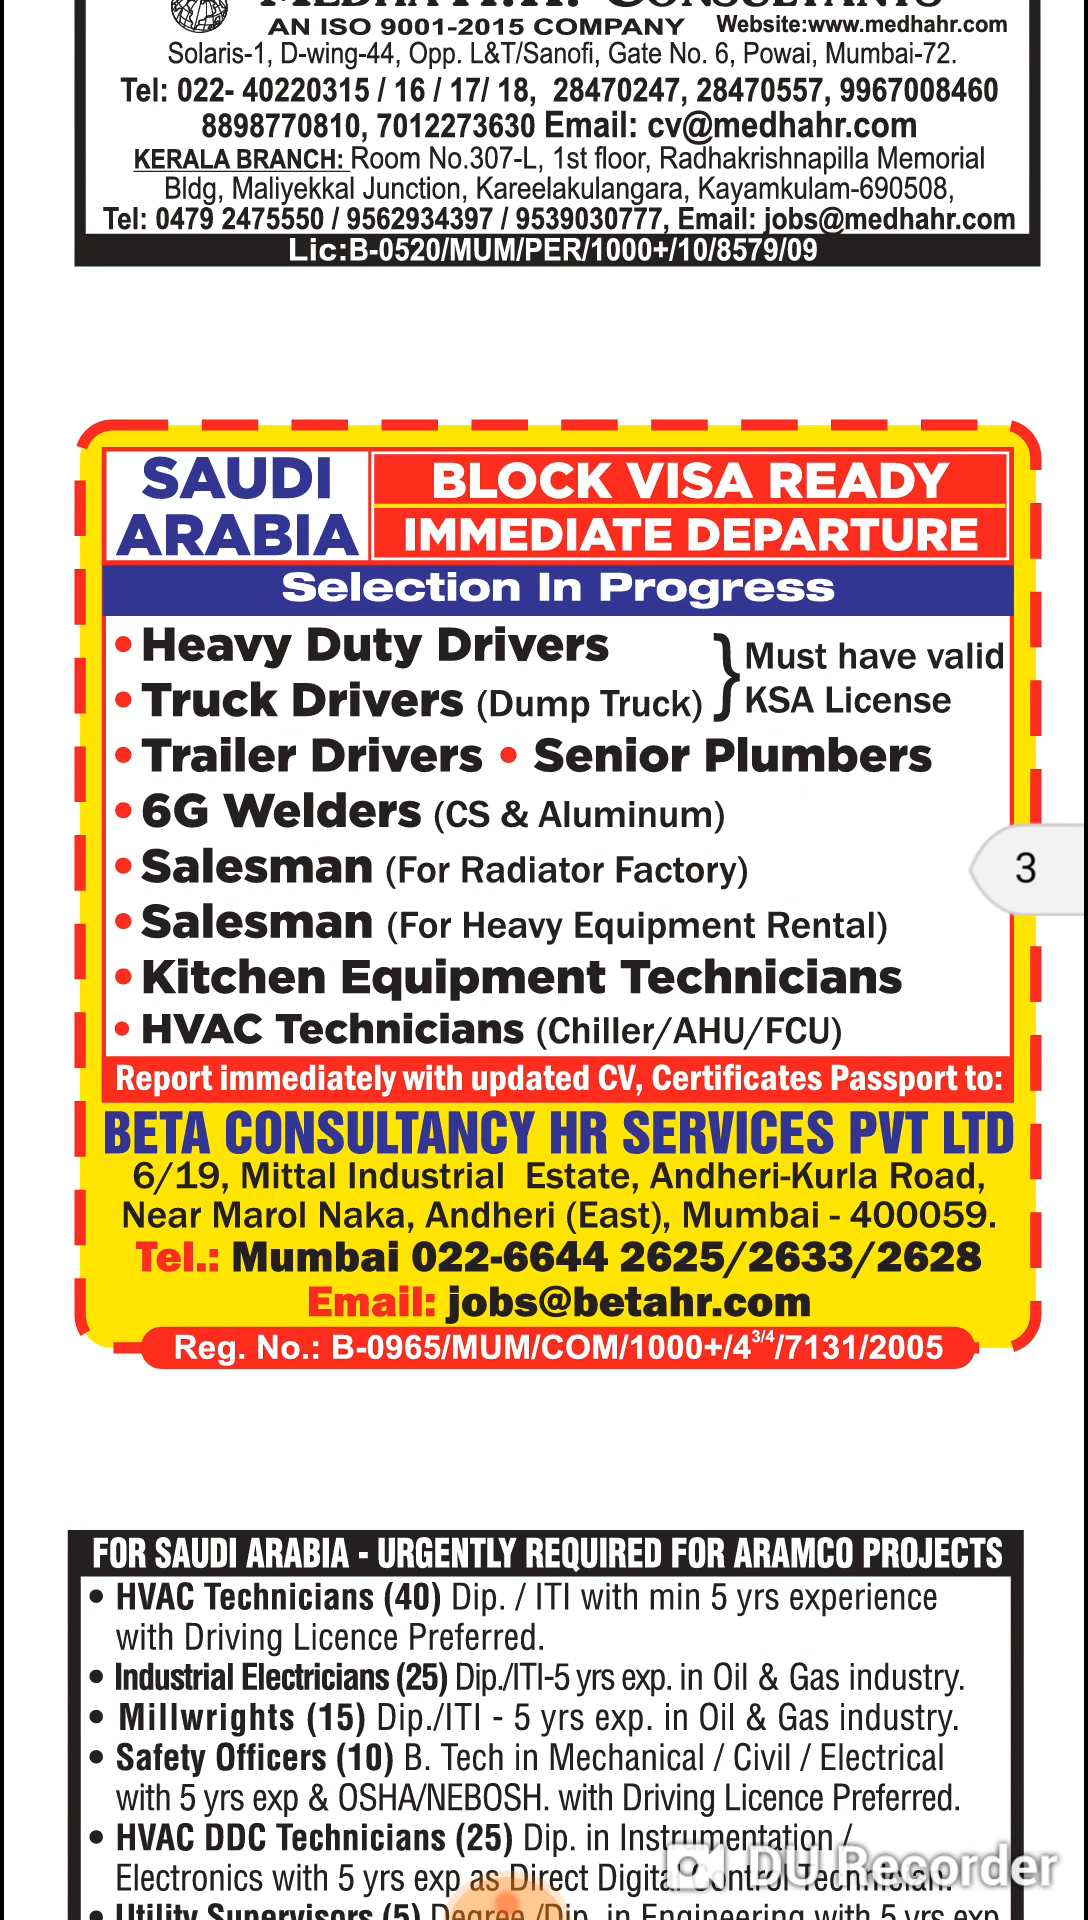 AN ISO 9001-2015 COMPANY Website:www.medhahr.com
Solaris-1, D-wing-44, Opp. L&T/Sanofi, Gate No. 6, Powai, Mumbai-72.
Tel: 022- 40220315 / 16 / 17/ 18, 28470247, 28470557, 9967008460
8898770810, 7012273630 Email: cv@medhahr.com
KERALA BRANCH: Room No.307-L, 1st floor, Radhakrishnapilla Memorial
Bldg, Maliyekkal Junction, Kareelakulangara, Kayamkulam-690508,
Tel: 0479 2475550 / 9562934397 / 9539030777, Email: jobs@medhahr.com
Lic:B-0520/MUM/PER/1000+/10/8579/09
SAUDI
ARABIA
BLOCK VISA READY
IMMEDIATE DEPARTURE
Selection In Progress
• Heavy Duty Drivers
• Truck Drivers (Dump Truck)
} Must have valid
KSA License
• Trailer Drivers • Senior Plumbers
• 6G Welders (CS & Aluminum)
• Salesman (For Radiator Factory)
3
• Salesman (For Heavy Equipment Rental)
• Kitchen Equipment Technicians
• HVAC Technicians (Chiller/AHU/FCU)
Report immediately with updated CV, Certificates Passport to:
BETA CONSULTANCY HR SERVICES PVT LTD
6/19, Mittal Industrial Estate, Andheri-Kurla Road,
Near Marol Naka, Andheri (East), Mumbai - 400059.
Tel.: Mumbai 022-6644 2625/2633/2628
Email: jobs@betahr.com
Reg. No.: B-0965/MUM/COM/1000+/4 3/4/7131/2005
FOR SAUDI ARABIA - URGENTLY REQUIRED FOR ARAMCO PROJECTS
• HVAC Technicians (40) Dip. / ITI with min 5 yrs experience
with Driving Licence Preferred.
• Industrial Electricians (25) Dip./ITI-5 yrs exp. in Oil & Gas industry.
• Millwrights (15) Dip./ITI - 5 yrs exp. in Oil & Gas industry.
• Safety Officers (10) B. Tech in Mechanical / Civil / Electrical
with 5 yrs exp & OSHA/NEBOSH. with Driving Licence Preferred.
• HVAC DDC Technicians (25) Dip. in Instrumentation /
Electronics with 5 yrs exp as Direct Digital Control Technician.
DU Recorder
• Utility Supervisors (5) Degree /Dip. in Engineering with 5 yrs exp